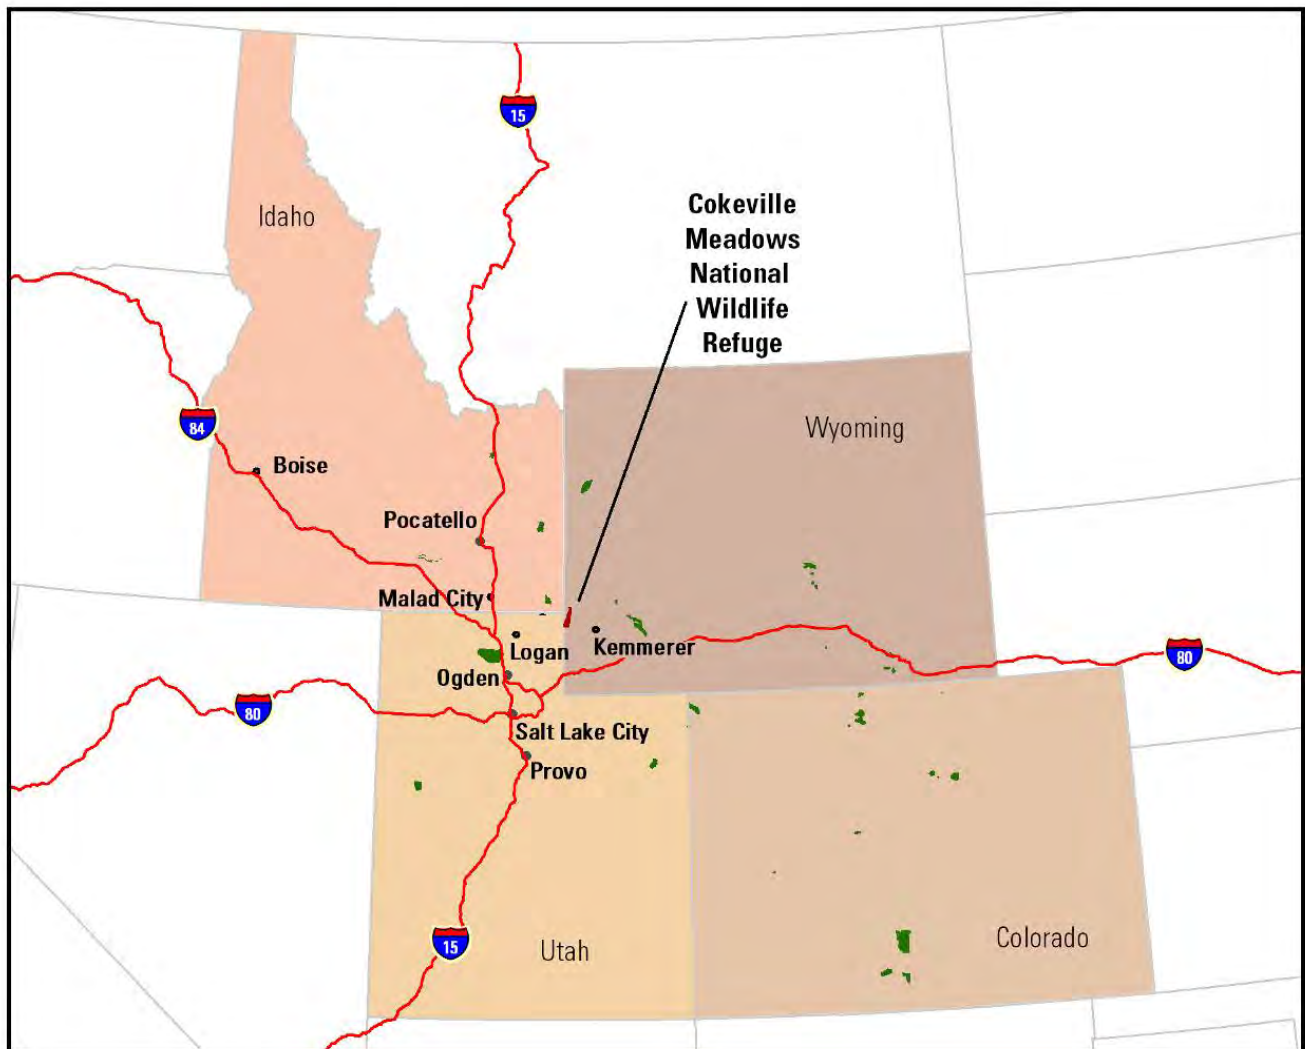 15
Idaho
Cokeville
Meadows
National
Wildlife
Refuge
84
Wyoming
Boise
Pocatello
Malad City
Logan
Kemmerer
Ogden
80
80
Salt Lake City
Provo
15
Utah
Colorado